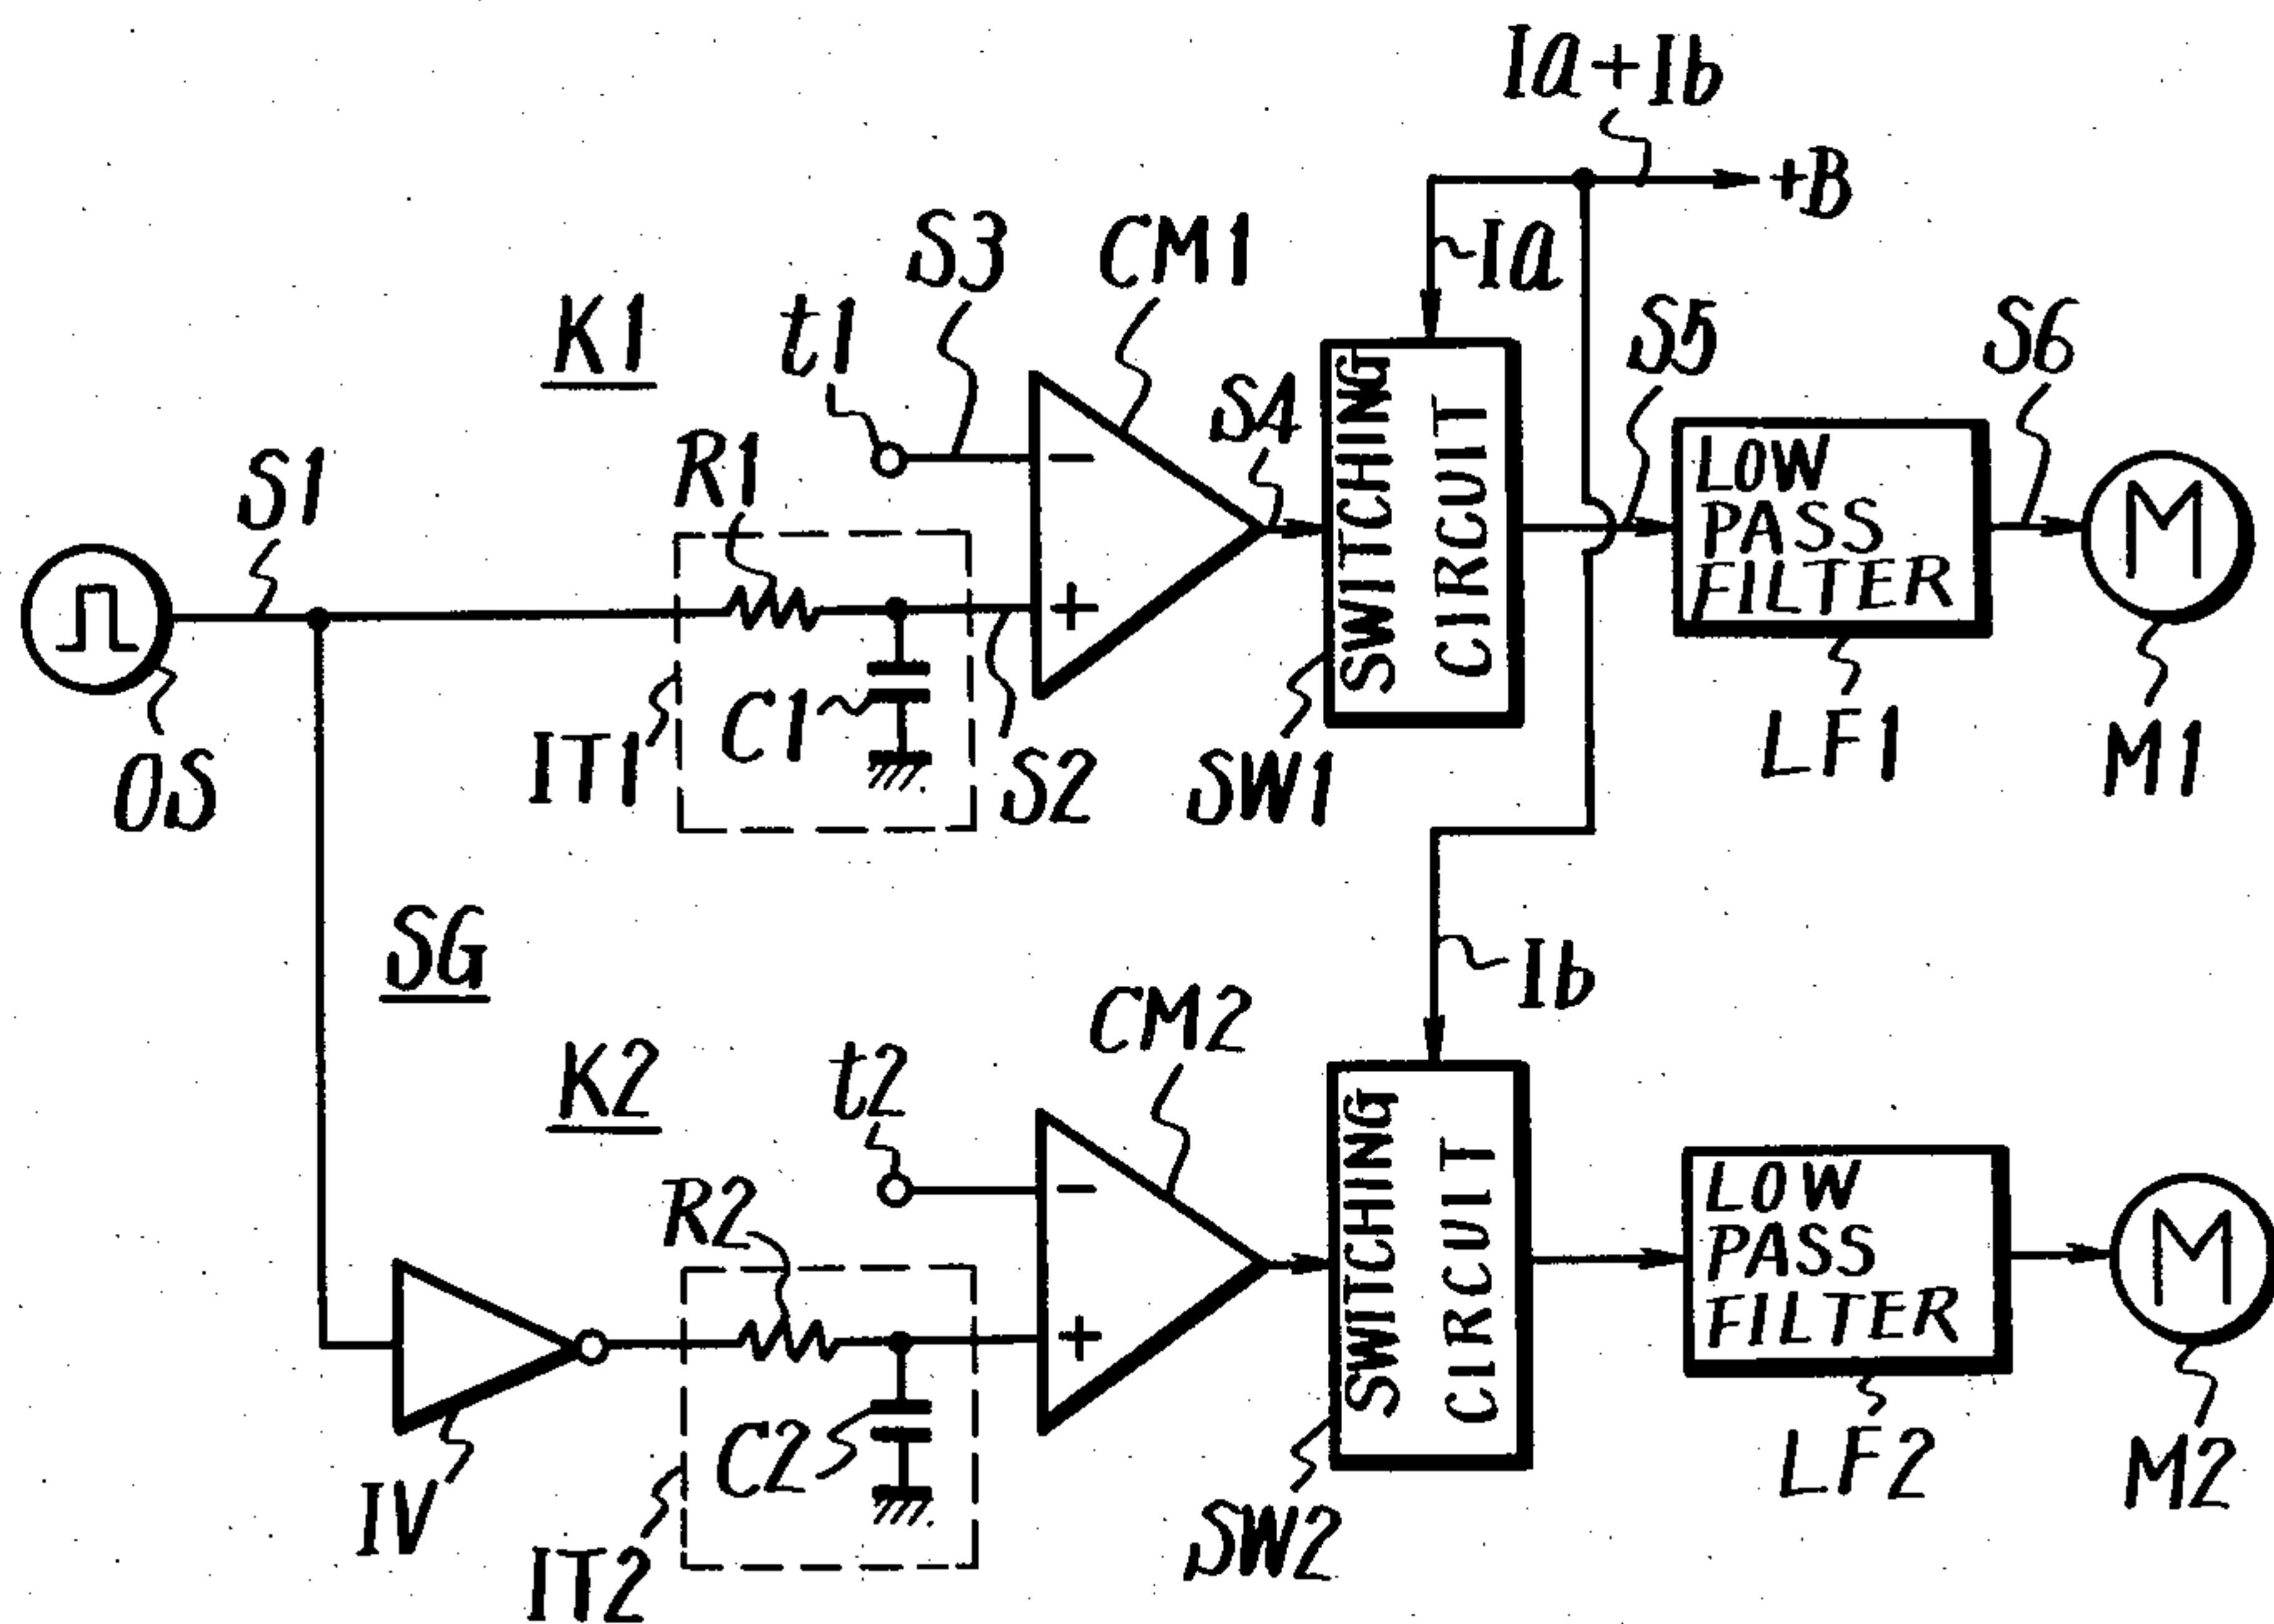 Ia+Ib
+B
S3
CM1
Ia
K1
t1
S5
S6
S4
R1
S1
SWITCHING
CIRCUIT
LOW
PASS
FILTER
M
-
+
C1
IT1
S2
SW1
LF1
M1
OS
SG
Ib
CM2
K2
t2
R2
-
+
SWITCHING
CIRCUIT
LOW
PASS
FILTER
M
C2
IV
IT2
SW2
LF2
M2